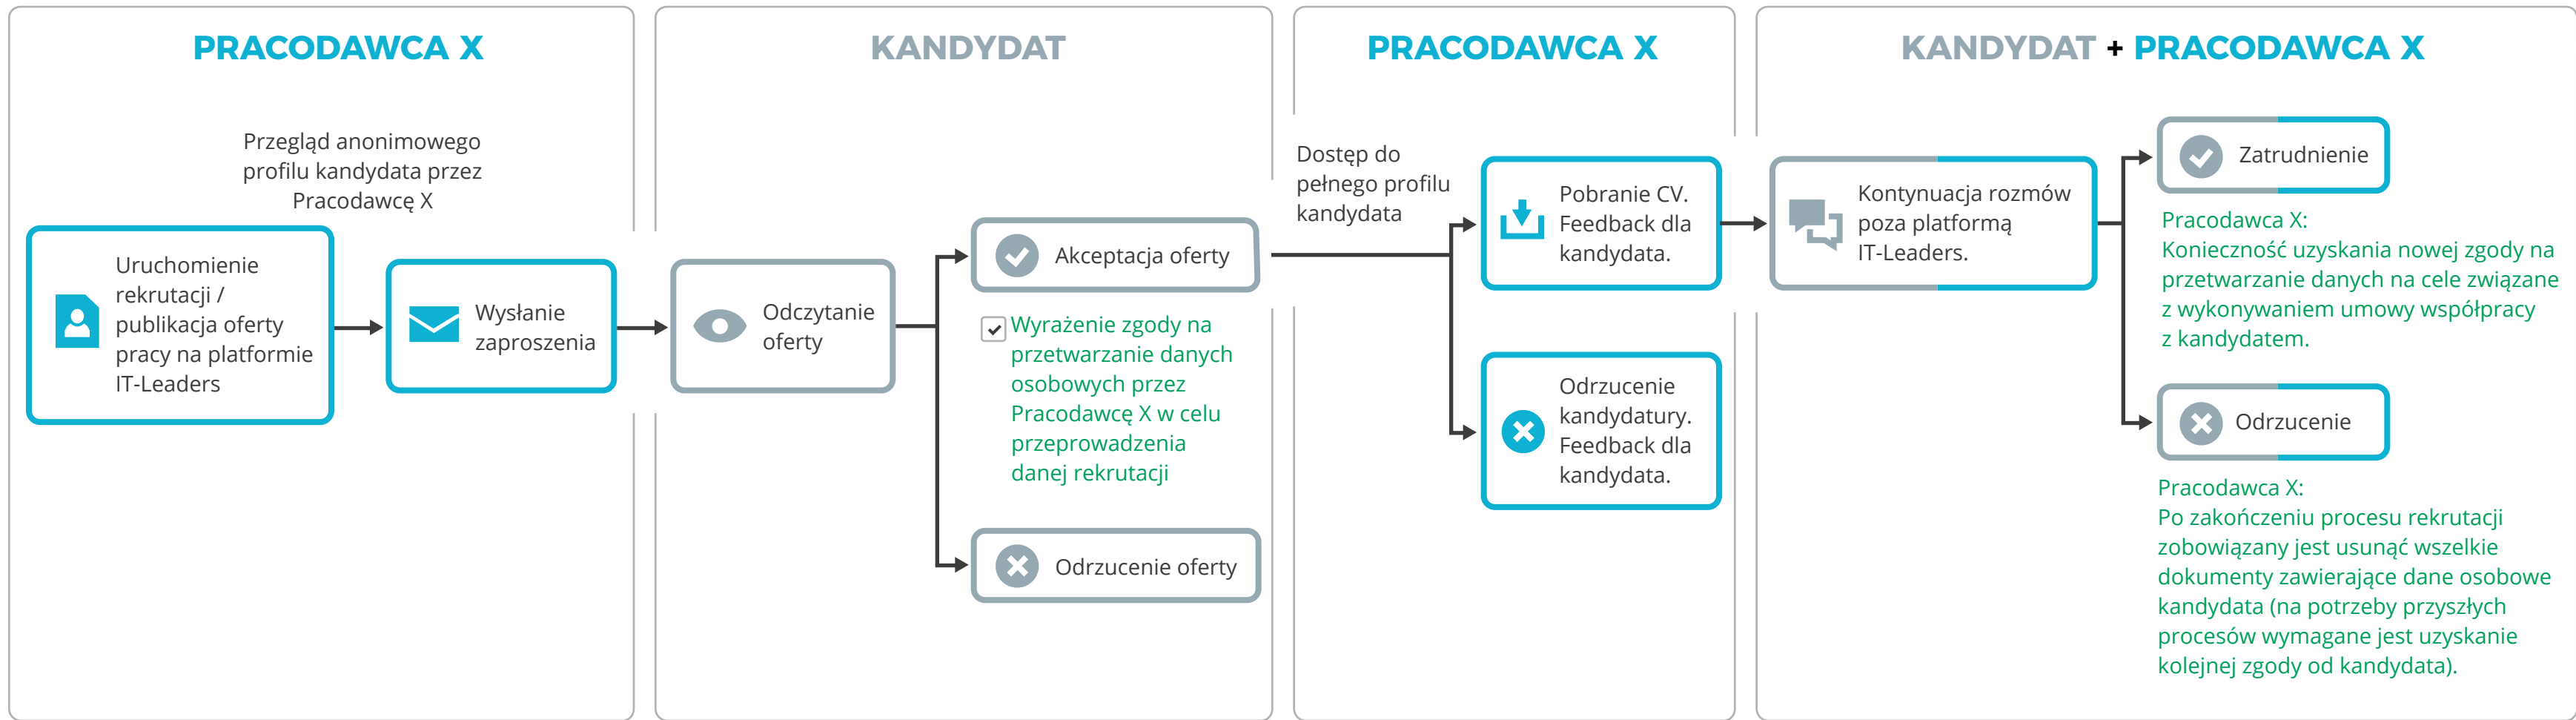 PRACODAWCA X
Przegląd anonimowego
profilu kandydata przez
Pracodawcę X
Uruchomienie
rekrutacji /
publikacja oferty
pracy na platformie
IT-Leaders
Wysłanie
zaproszenia
KANDYDAT
Odczytanie
oferty
Akceptacja oferty
Wyrażenie zgody na
przetwarzanie danych
osobowych przez
Pracodawcę X w celu
przeprowadzenia
danej rekrutacji
Odrzucenie oferty
PRACODAWCA X
Dostęp do
pełnego profilu
kandydata
Pobranie CV.
Feedback dla
kandydata.
Odrzucenie
kandydatury.
Feedback dla
kandydata.
KANDYDAT + PRACODAWCA X
Kontynuacja rozmów
poza platformą
IT-Leaders.
Zatrudnienie
Pracodawca X:
Konieczność uzyskania nowej zgody na
przetwarzanie danych na cele związane
z wykonywaniem umowy współpracy
z kandydatem.
Odrzucenie
Pracodawca X:
Po zakończeniu procesu rekrutacji
zobowiązany jest usunąć wszelkie
dokumenty zawierające dane osobowe
kandydata (na potrzeby przyszłych
procesów wymagane jest uzyskanie
kolejnej zgody od kandydata).